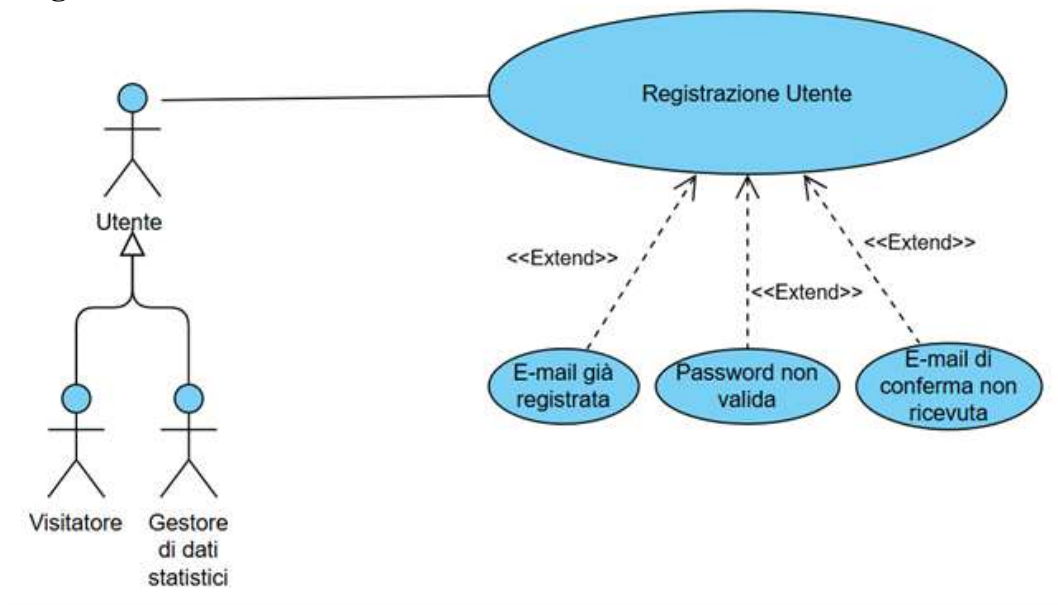 Registrazione Utente
Utente
<<Extend>>
<<Extend>>
<<Extend>>
E-mail già
registrata
Password non
valida
E-mail di
conferma non
ricevuta
Visitatore
Gestore
di dati
statistici